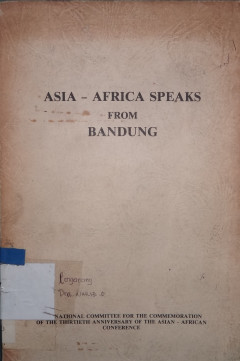 ASIA – AFRICA SPEAKS
FROM
BANDUNG
NATIONAL COMMITTEE FOR THE COMMEMORATION
OF THE THIRTIETH ANNIVERSARY OF THE ASIAN – AFRICAN
CONFERENCE